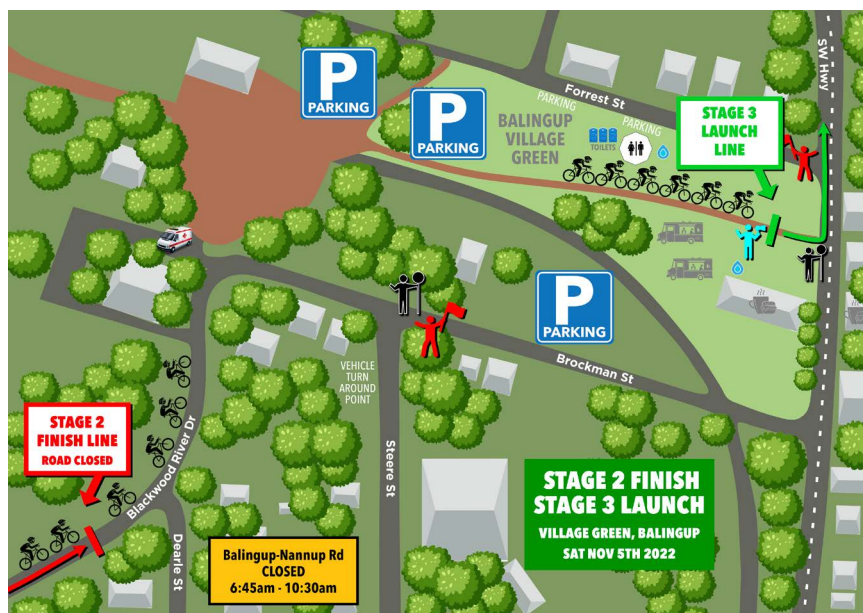 P
PARKING
P
PARKING
PARKING
PARKING
Forrest St
SW Hwy
BALINGUP
VILLAGE
GREEN
TOILETS
STAGE 3
LAUNCH
LINE
P
PARKING
Brockman St
VEHICLE
TURN
AROUND
POINT
STAGE 2
FINISH LINE
ROAD CLOSED
Blackwood River Dr
Steere St
Dearle St
Balingup-Nannup Rd
CLOSED
6:45am - 10:30am
STAGE 2 FINISH
STAGE 3 LAUNCH
VILLAGE GREEN, BALINGUP
SAT NOV 5TH 2022